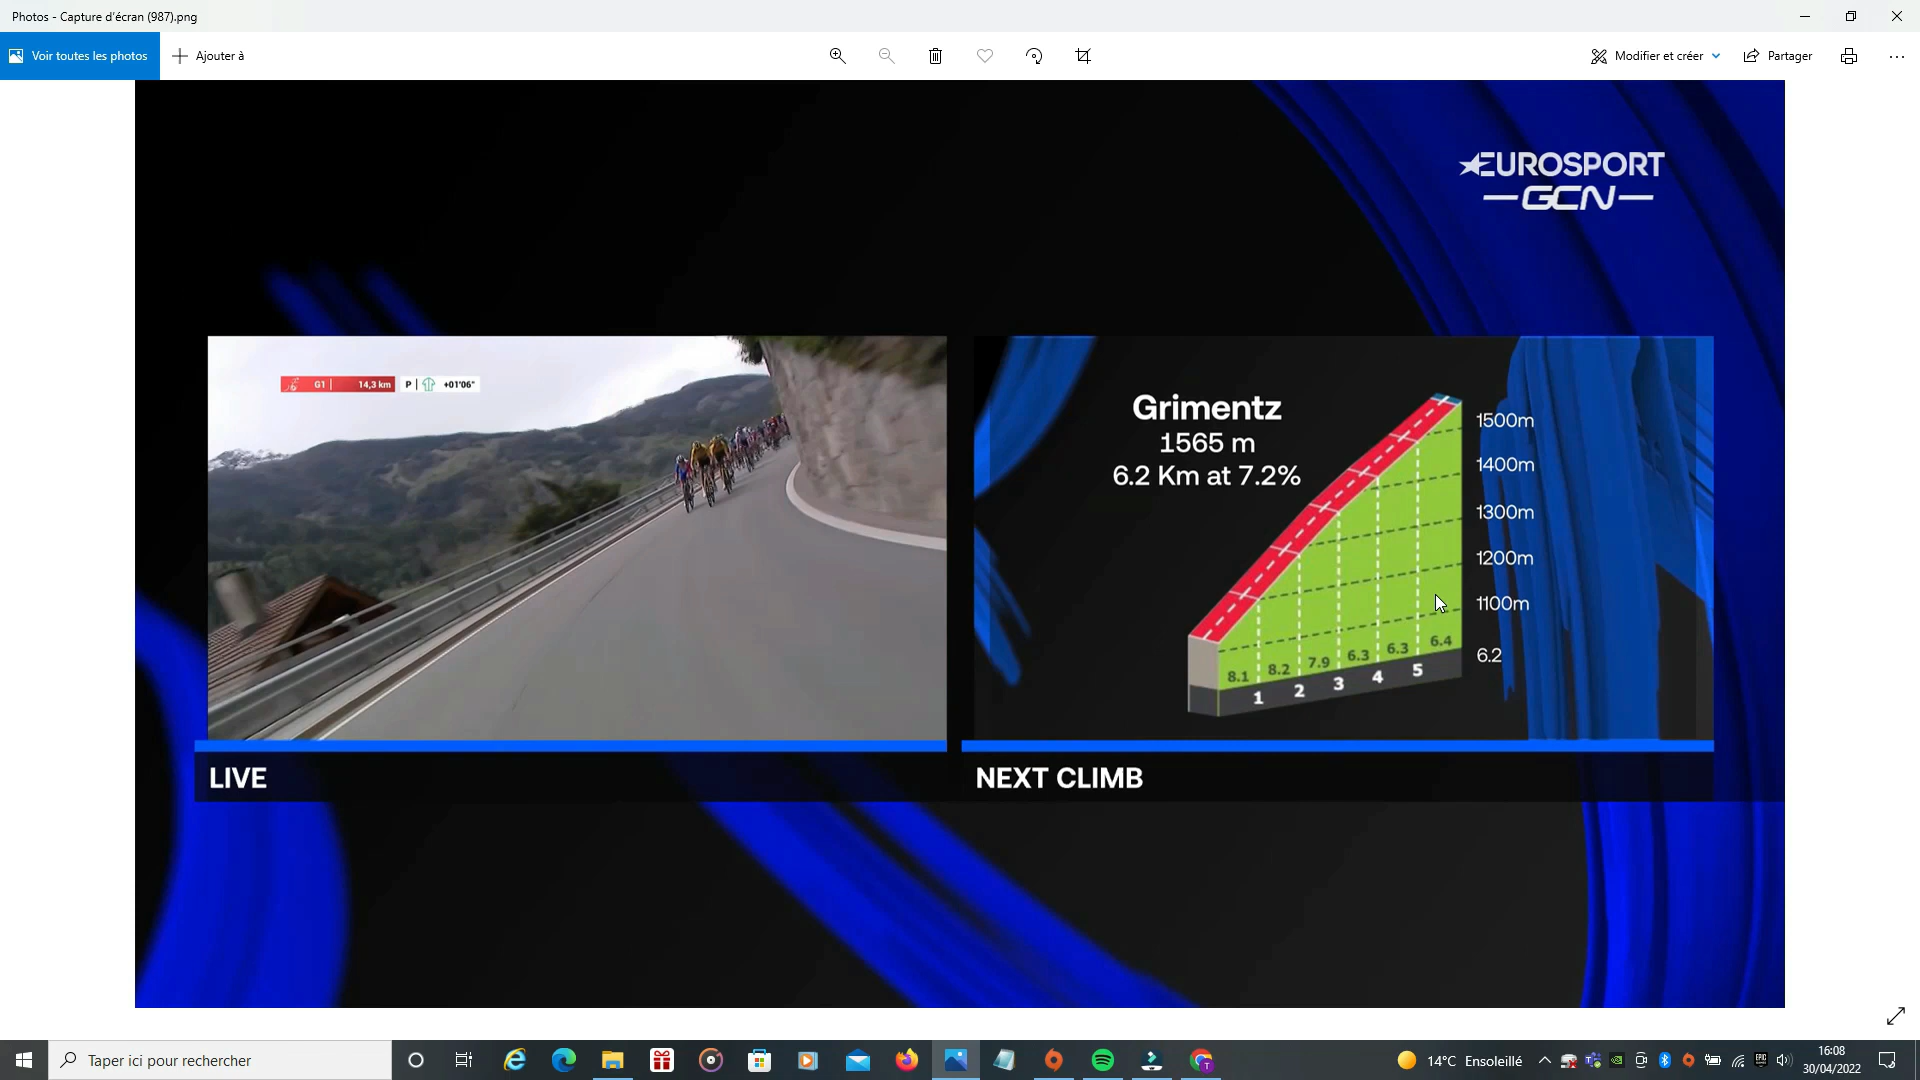 Photos - Capture d'écran (987).png
Voir toutes les photos
Ajouter à
Modifier et créer
Partager
EUROSPORT
GCN
G1 14,3 km P +01'06"
Grimentz
1565 m
6.2 Km at 7.2%
1500m
1400m
1300m
1200m
1100m
6.2
8.1 8.2 7.9 6.3 6.3 6.4
1 2 3 4 5
LIVE
NEXT CLIMB
Taper ici pour rechercher
14°C Ensoleillé
16:08
30/04/2022